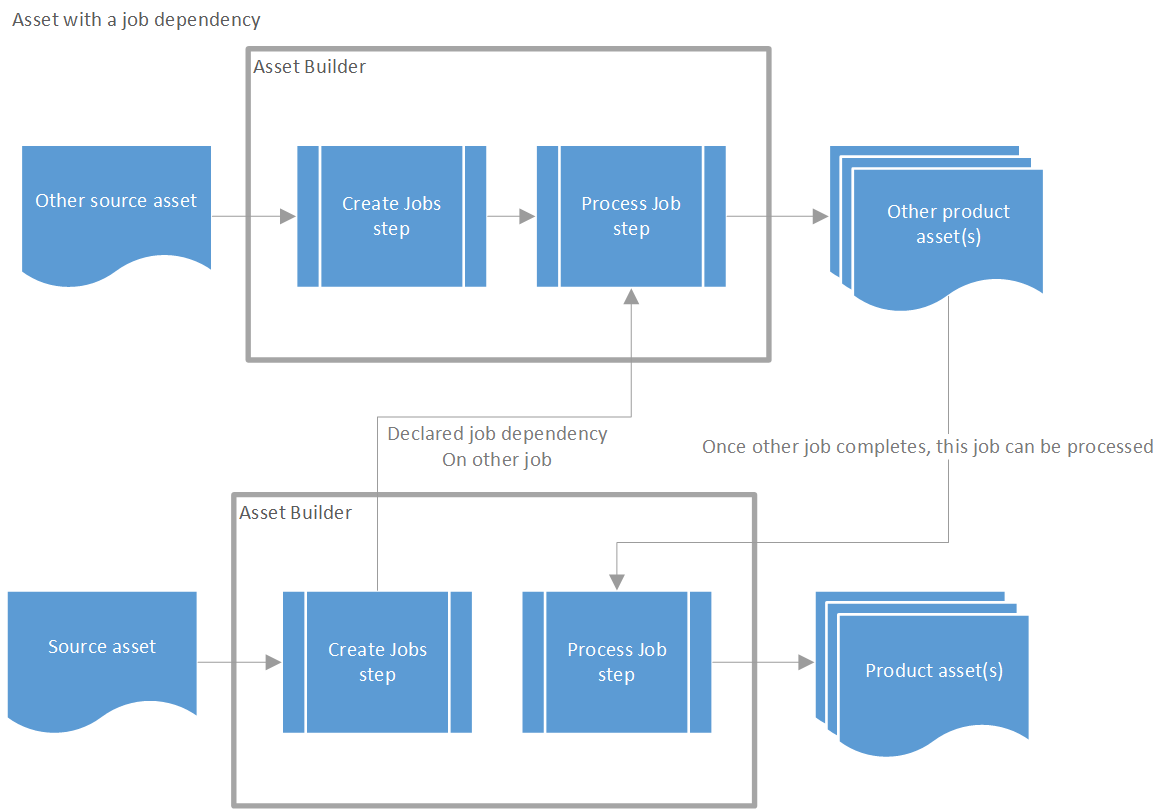 Asset with a job dependency
Asset Builder
Other source asset
Create Jobs
step
Process Job
step
Other product
asset(s)
Declared job dependency
On other job
Once other job completes, this job can be processed
Asset Builder
Source asset
Create Jobs
step
Process Job
step
Product asset(s)